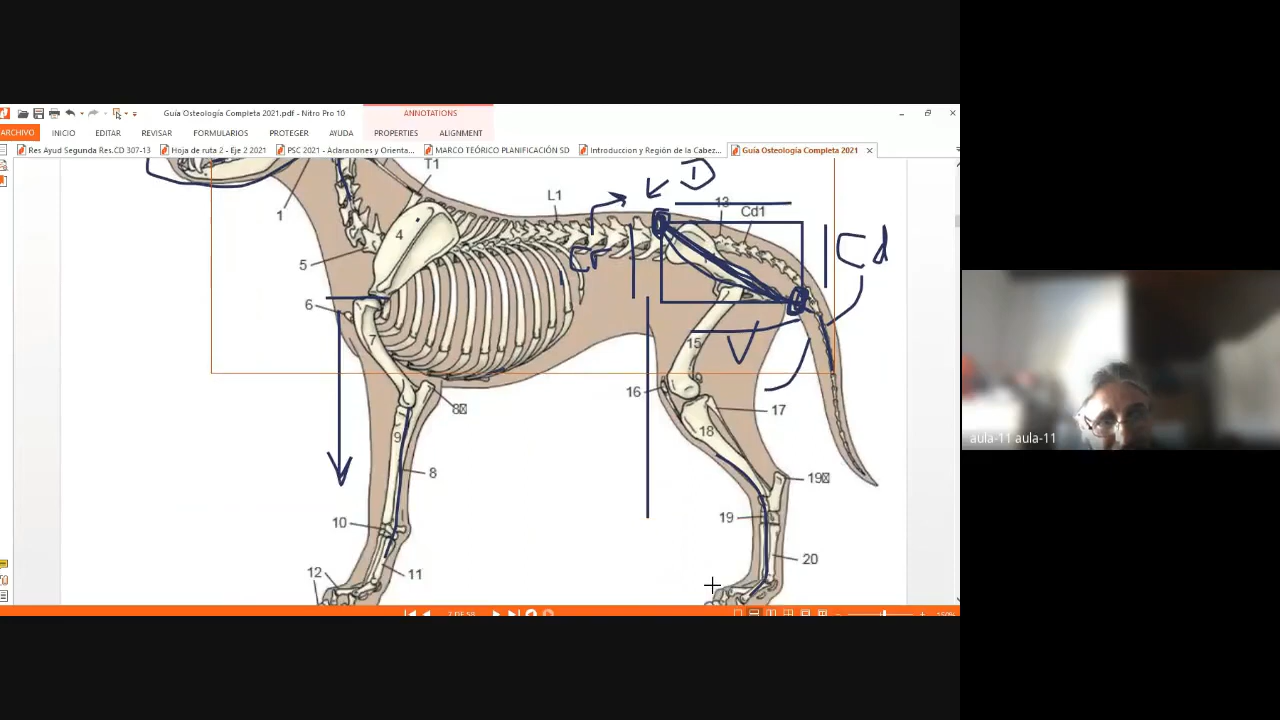 Guía Osteología Completa 2021.pdf - Nitro Pro 10
ANNOTATIONS
ARCHIVO INICIO EDITAR REVISAR FORMULARIOS PROTEGER AYUDA PROPERTIES ALIGNMENT
Res Ayud Segunda Res.CD 307-13 Hoja de ruta 2 - Eje 2 2021 PSC 2021 - Aclaraciones y Orienta... MARCO TEÓRICO PLANIFICACIÓN SD Introduccion y Región de la Cabez... Guía Osteología Completa 2021
T1
D
L1
13
Cd1
1
4
Cr
Cd
5
6
7
15
V
16
17
8
18
9
8
19
19
10
20
12
11
aula-11 aula-11